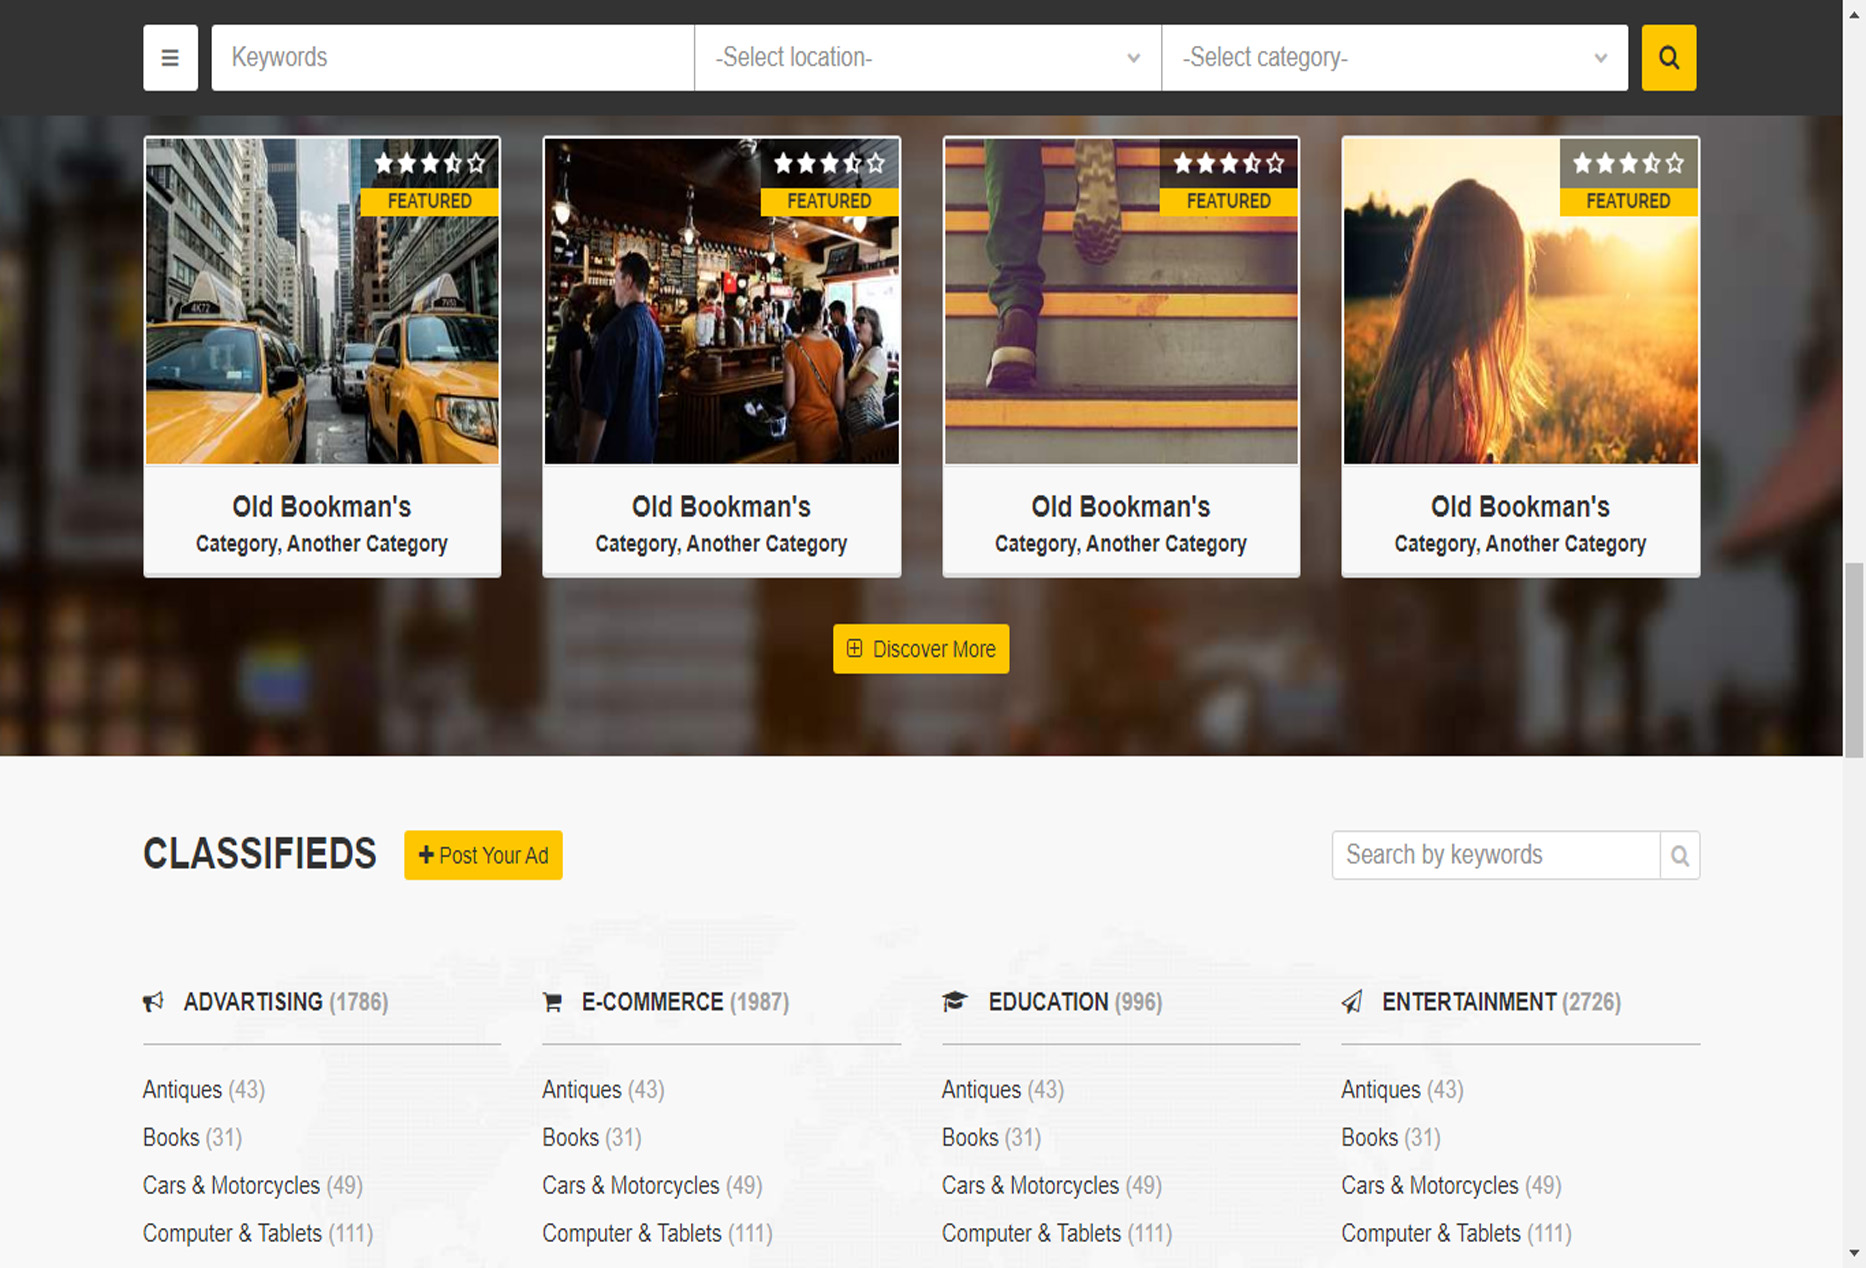 Keywords -Select location- -Select category-
FEATURED FEATURED FEATURED FEATURED
4K72 7V53
Old Bookman's Old Bookman's Old Bookman's Old Bookman's
Category, Another Category Category, Another Category Category, Another Category Category, Another Category
Discover More
CLASSIFIEDS Post Your Ad Search by keywords
ADVARTISING (1786) E-COMMERCE (1987) EDUCATION (996) ENTERTAINMENT (2726)
Antiques (43) Antiques (43) Antiques (43) Antiques (43)
Books (31) Books (31) Books (31) Books (31)
Cars & Motorcycles (49) Cars & Motorcycles (49) Cars & Motorcycles (49) Cars & Motorcycles (49)
Computer & Tablets (111) Computer & Tablets (111) Computer & Tablets (111) Computer & Tablets (111)